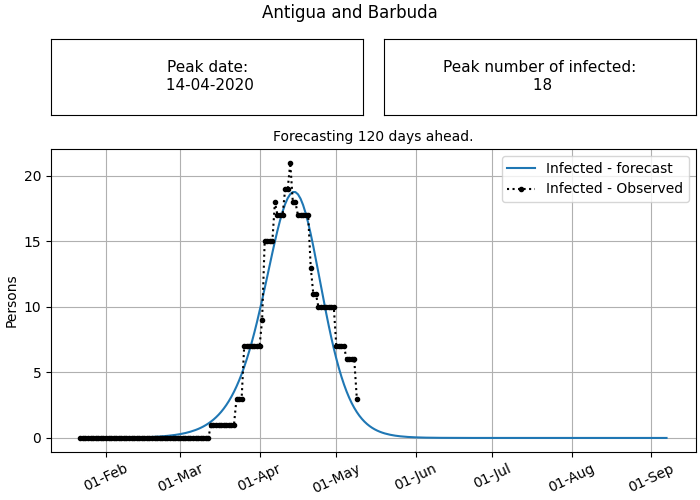 Antigua and Barbuda
Peak date:
14-04-2020
Peak number of infected:
18
Forecasting 120 days ahead.
Infected - forecast
Infected - Observed
Persons
20
15
10
5
0
01-Feb
01-Mar
01-Apr
01-May
01-Jun
01-Jul
01-Aug
01-Sep